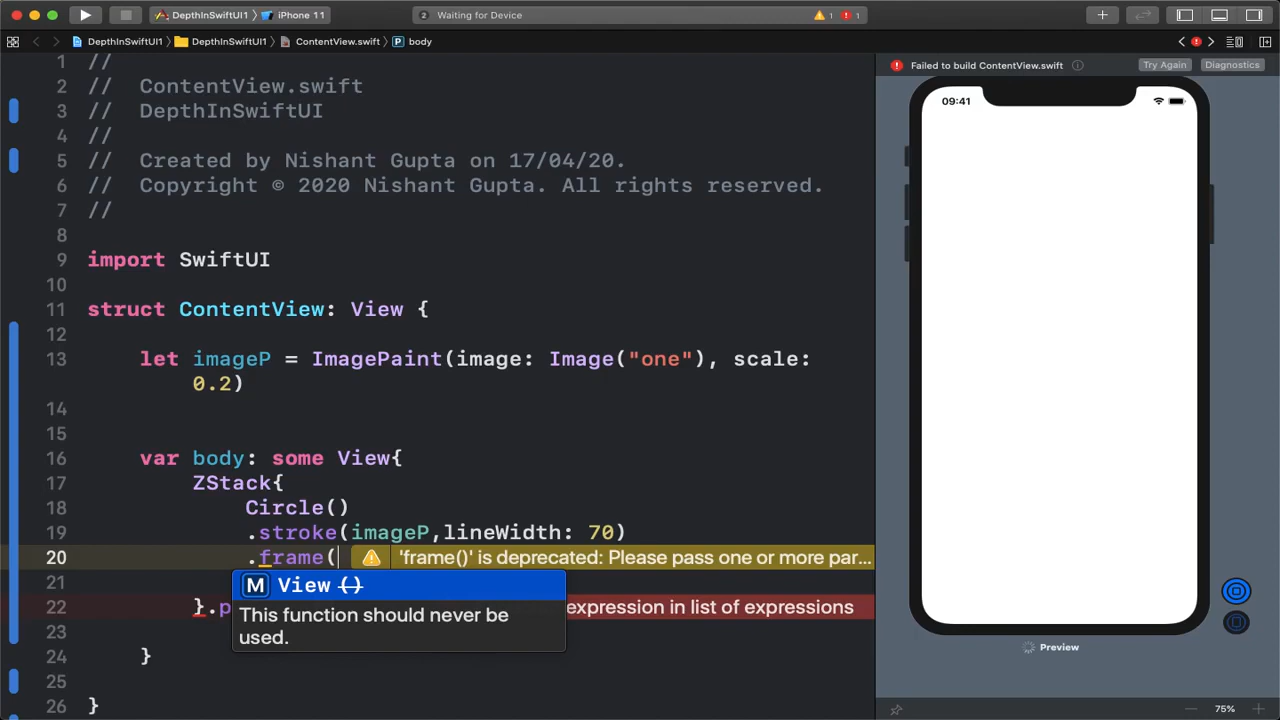 DepthInSwiftUI1 iPhone 11 2 Waiting for Device 1 1
DepthInSwiftUI1 DepthInSwiftUI1 ContentView.swift P body
Failed to build ContentView.swift Try Again Diagnostics
1 //
2 // ContentView.swift
3 // DepthInSwiftUI
4 //
5 // Created by Nishant Gupta on 17/04/20.
6 // Copyright © 2020 Nishant Gupta. All rights reserved.
7 //
8
9 import SwiftUI
10
11 struct ContentView: View {
12
13 let imageP = ImagePaint(image: Image("one"), scale:
0.2)
14
15
16 var body: some View{
17 ZStack{
18 Circle()
19 .stroke(imageP,lineWidth: 70)
20 .frame( 'frame()' is deprecated: Please pass one or more par...
21 M View ()
22 }.p expression in list of expressions
This function should never be
used.
23
24 }
25
26 }
09:41
Preview
75%